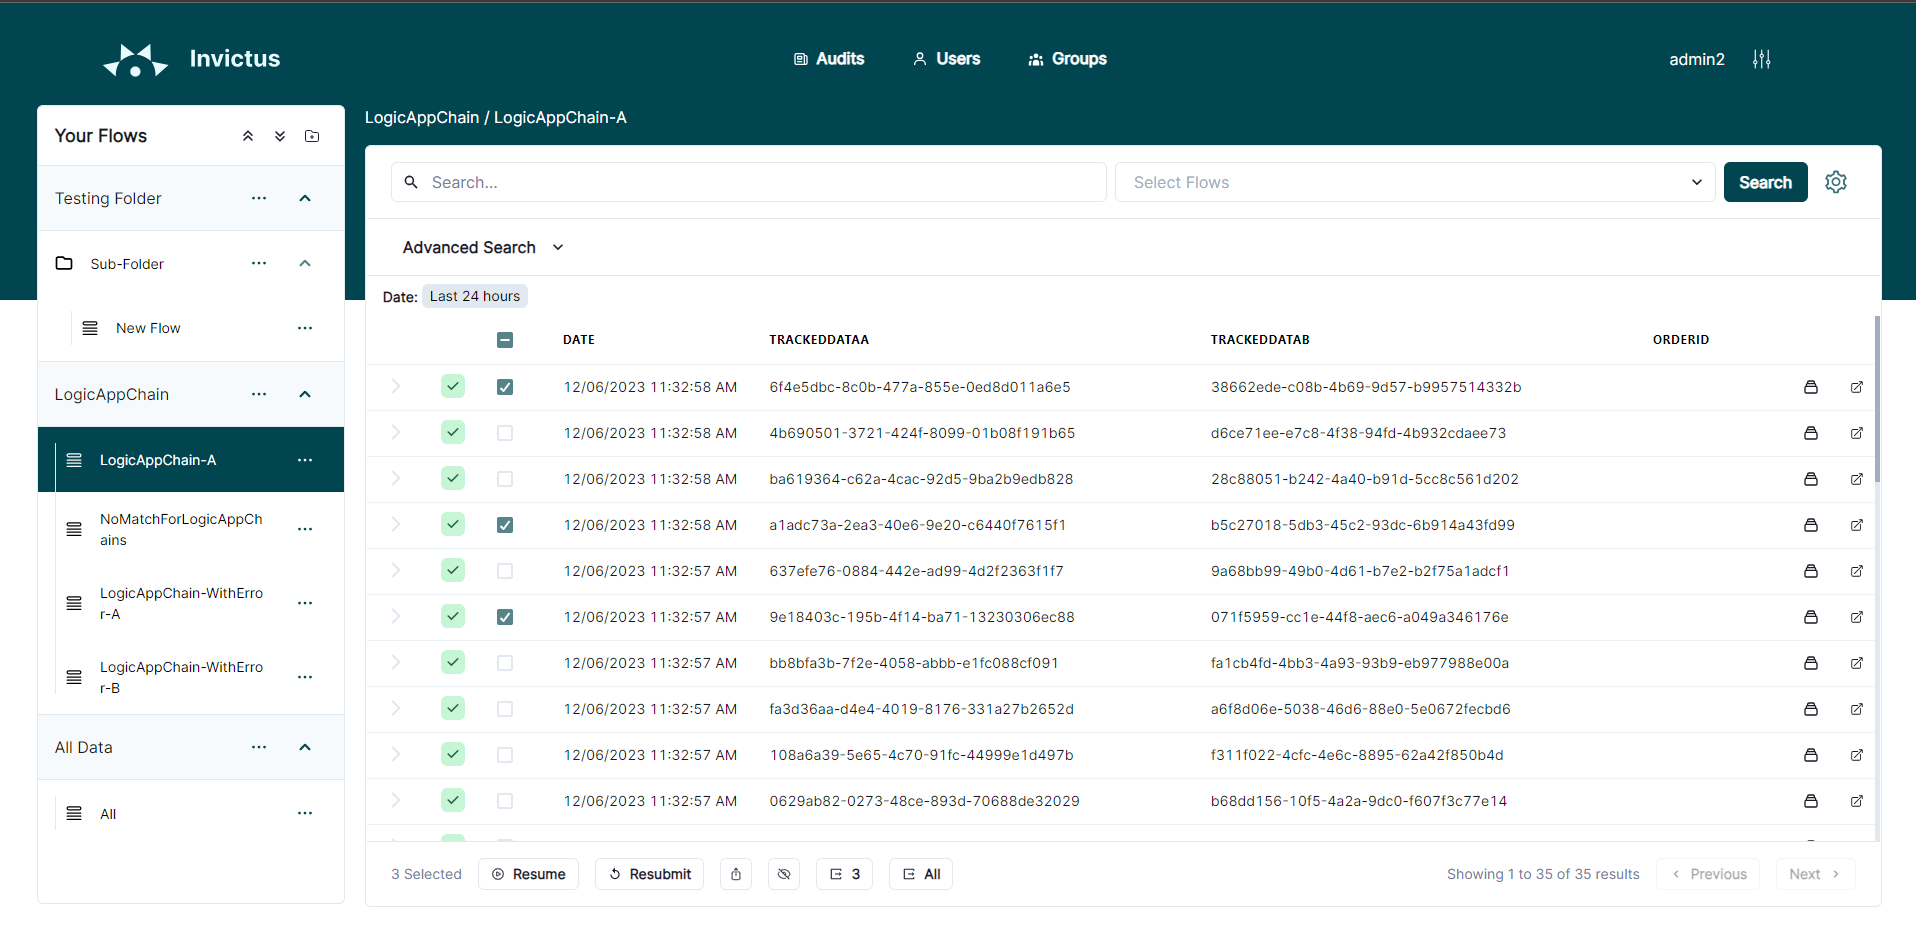 Invictus
Audits Users Groups
admin2
Your Flows
Testing Folder
Sub-Folder
New Flow
LogicAppChain
LogicAppChain-A
NoMatchForLogicAppCh
ains
LogicAppChain-WithErro
r-A
LogicAppChain-WithErro
r-B
All Data
All
LogicAppChain / LogicAppChain-A
Search...
Select Flows
Search
Advanced Search
Date: Last 24 hours
DATE TRACKEDDATAA TRACKEDDATAB ORDERID
12/06/2023 11:32:58 AM 6f4e5dbc-8c0b-477a-855e-0ed8d011a6e5 38662ede-c08b-4b69-9d57-b9957514332b
12/06/2023 11:32:58 AM 4b690501-3721-424f-8099-01b08f191b65 d6ce71ee-e7c8-4f38-94fd-4b932cdaee73
12/06/2023 11:32:58 AM ba619364-c62a-4cac-92d5-9ba2b9edb828 28c88051-b242-4a40-b91d-5cc8c561d202
12/06/2023 11:32:58 AM a1adc73a-2ea3-40e6-9e20-c6440f7615f1 b5c27018-5db3-45c2-93dc-6b914a43fd99
12/06/2023 11:32:57 AM 637efe76-0884-442e-ad99-4d2f2363f1f7 9a68bb99-49b0-4d61-b7e2-b2f75a1adcf1
12/06/2023 11:32:57 AM 9e18403c-195b-4f14-ba71-13230306ec88 071f5959-cc1e-44f8-aec6-a049a346176e
12/06/2023 11:32:57 AM bb8bfa3b-7f2e-4058-abbb-e1fc088cf091 fa1cb4fd-4bb3-4a93-93b9-eb977988e00a
12/06/2023 11:32:57 AM fa3d36aa-d4e4-4019-8176-331a27b2652d a6f8d06e-5038-46d6-88e0-5e0672fecbd6
12/06/2023 11:32:57 AM 108a6a39-5e65-4c70-91fc-44999e1d497b f311f022-4cfc-4e6c-8895-62a42f850b4d
12/06/2023 11:32:57 AM 0629ab82-0273-48ce-893d-70688de32029 b68dd156-10f5-4a2a-9dc0-f607f3c77e14
3 Selected Resume Resubmit 3 All Showing 1 to 35 of 35 results Previous Next